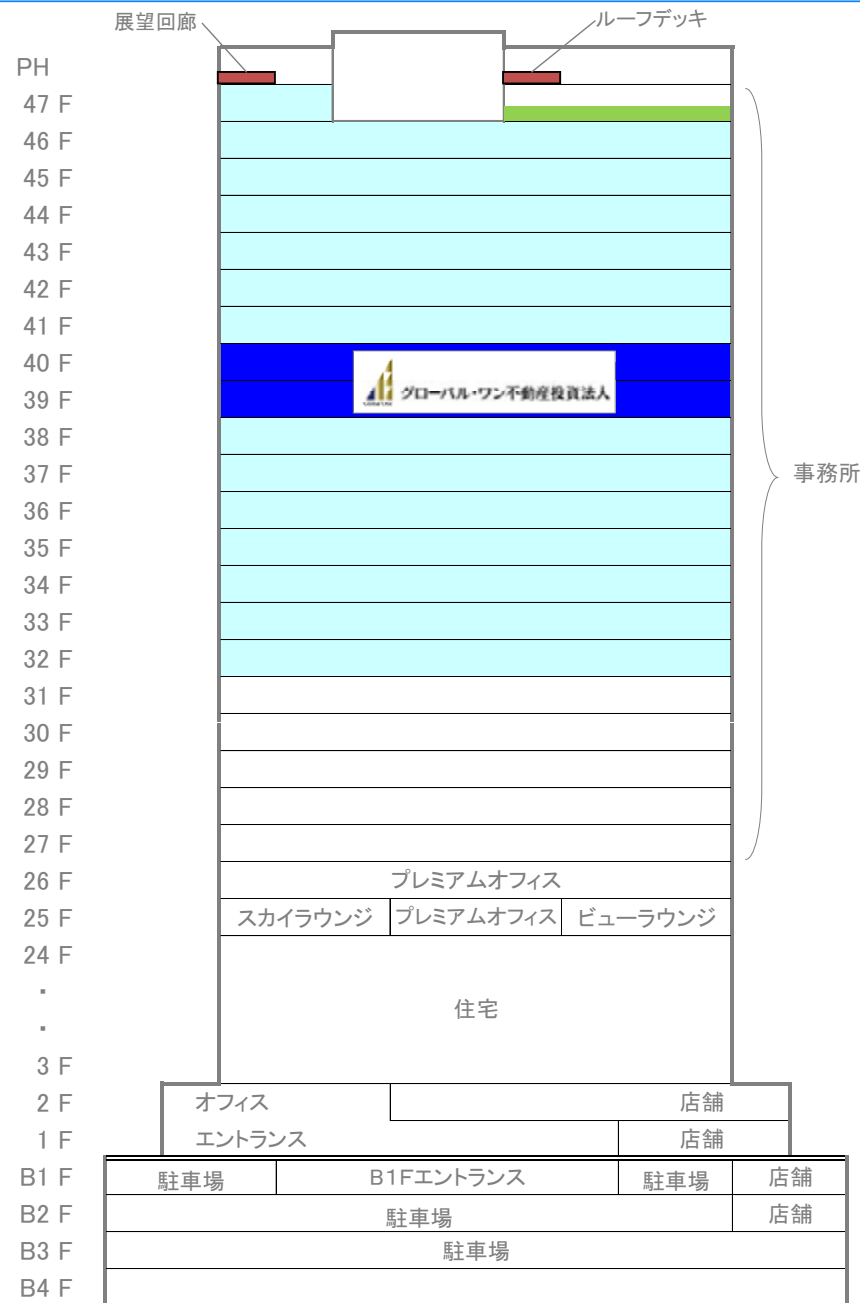 展望回廊 ルーフデッキ
PH
47 F
46 F
45 F
44 F
43 F
42 F
41 F
40 F
39 F
グローバル・ワン不動産投資法人
38 F
37 F 事務所
36 F
35 F
34 F
33 F
32 F
31 F
30 F
29 F
28 F
27 F
26 F プレミアムオフィス
25 F スカイラウンジ プレミアムオフィス ビューラウンジ
24 F
・
・
住宅
3 F
2 F オフィス 店舗
1 F エントランス 店舗
B1 F 駐車場 B1Fエントランス 駐車場 店舗
B2 F 駐車場 店舗
B3 F 駐車場
B4 F